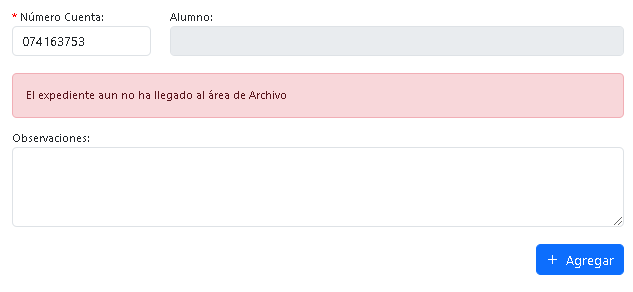 * Número Cuenta:
Alumno:
074163753
El expediente aun no ha llegado al área de Archivo
Observaciones:
+ Agregar